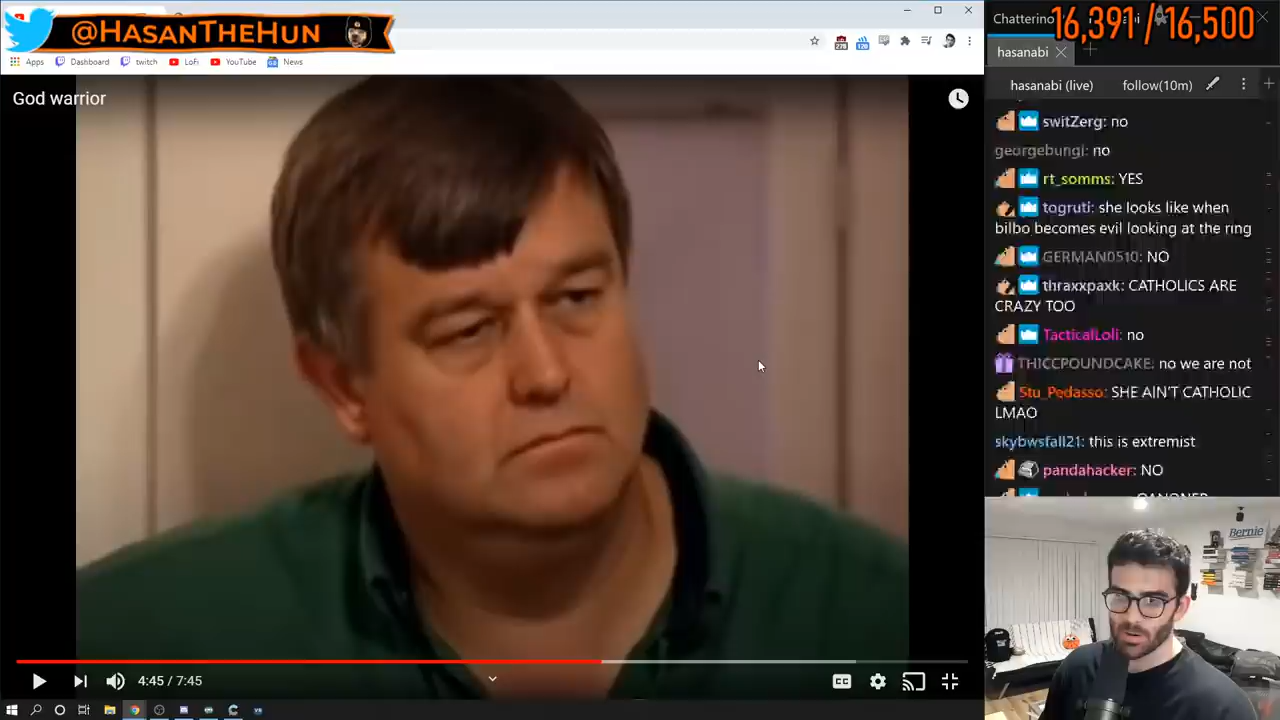 @HasanTheHun
Apps
Dashboard
twitch
LoFi
YouTube
News
God warrior
4:45 / 7:45
CC
Chatterino
16,391 / 16,500
hasanabi
hasanabi (live)
follow(10m)
switZerg: no
georgebungi: no
rt_somms: YES
togruti: she looks like when
bilbo becomes evil looking at the ring
GERMAN0510: NO
thraxxpaxk: CATHOLICS ARE
CRAZY TOO
TacticalLoli: no
THICCPOUNDCAKE: no we are not
Stu_Pedasso: SHE AIN'T CATHOLIC
LMAO
skybwsfall21: this is extremist
pandahacker: NO
Bernie